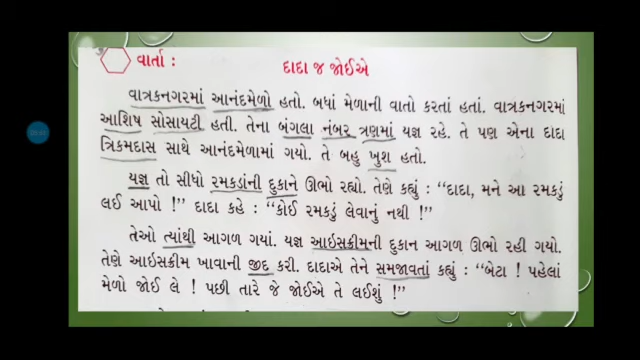 વાર્તા :
દાદા જ જોઈએ
વાત્રકનગરમાં આનંદમેળો હતો. બધાં મેળાની વાતો કરતાં હતાં. વાત્રકનગરમાં
આશિષ સોસાયટી હતી. તેના બંગલા નંબર ત્રણમાં યજ્ઞ રહે. તે પણ એના દાદા
ત્રિકમદાસ સાથે આનંદમેળામાં ગયો. તે બહુ ખુશ હતો.
યજ્ઞ તો સીધો રમકડાંની દુકાને ઊભો રહ્યો. તેણે કહ્યું : “દાદા, મને આ રમકડું
લઈ આપો !” દાદા કહે : “કોઈ રમકડું લેવાનું નથી !”
તેઓ ત્યાંથી આગળ ગયાં. યજ્ઞ આઇસક્રીમની દુકાન આગળ ઊભો રહી ગયો.
તેણે આઇસક્રીમ ખાવાની જીદ કરી. દાદાએ તેને સમજાવતાં કહ્યું : “બેટા ! પહેલાં
મેળો જોઈ લે ! પછી તારે જે જોઈએ તે લઈશું !”